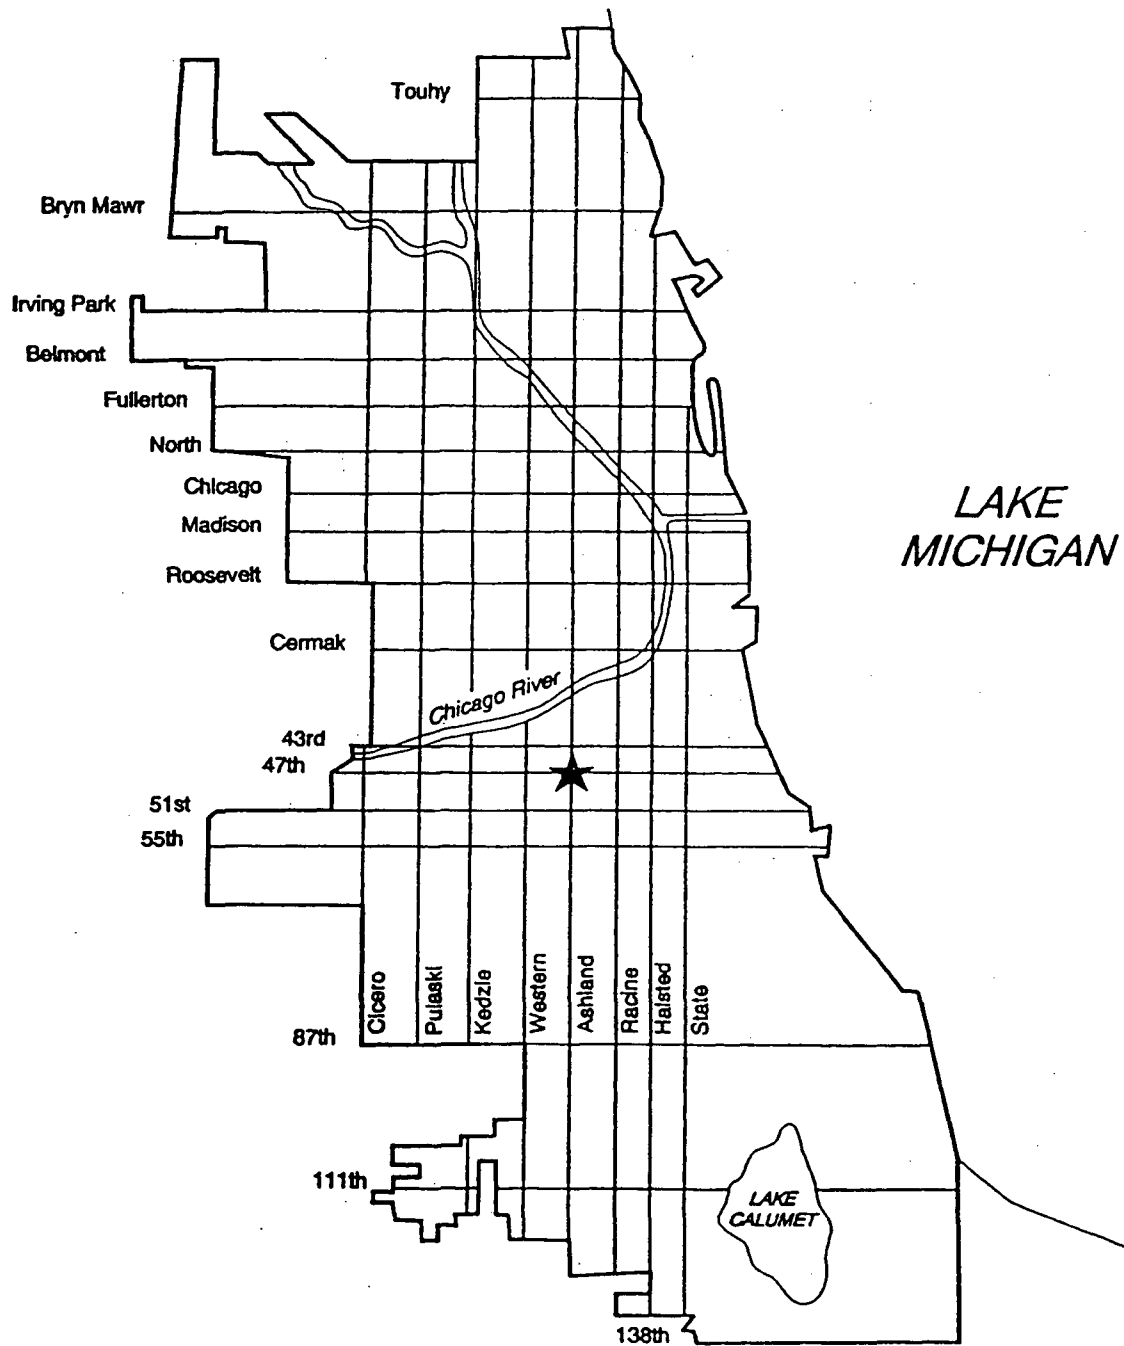 Touhy
Bryn Mawr
Irving Park
Belmont
Fullerton
North
Chicago
Madison
Roosevelt
LAKE
MICHIGAN
Cermak
Chicago River
43rd
47th
51st
55th
Cicero
Pulaski
Kedzie
Western
Ashland
Racine
Halsted
State
87th
111th
LAKE
CALUMET
138th